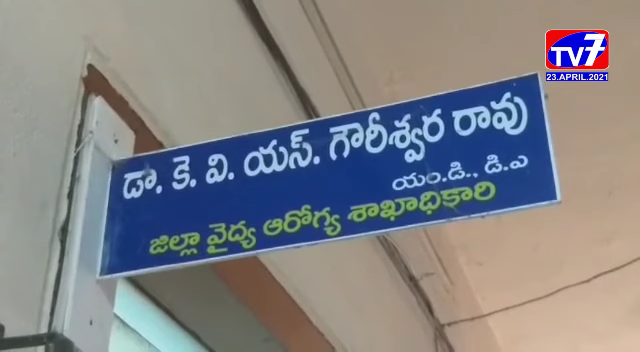 TV7
23.APRIL.2021
డా. కె. వి. యస్. గౌరీశ్వర రావు
యం.డి., డి.ఎ
జిల్లా వైద్య ఆరోగ్య శాఖాధికారి